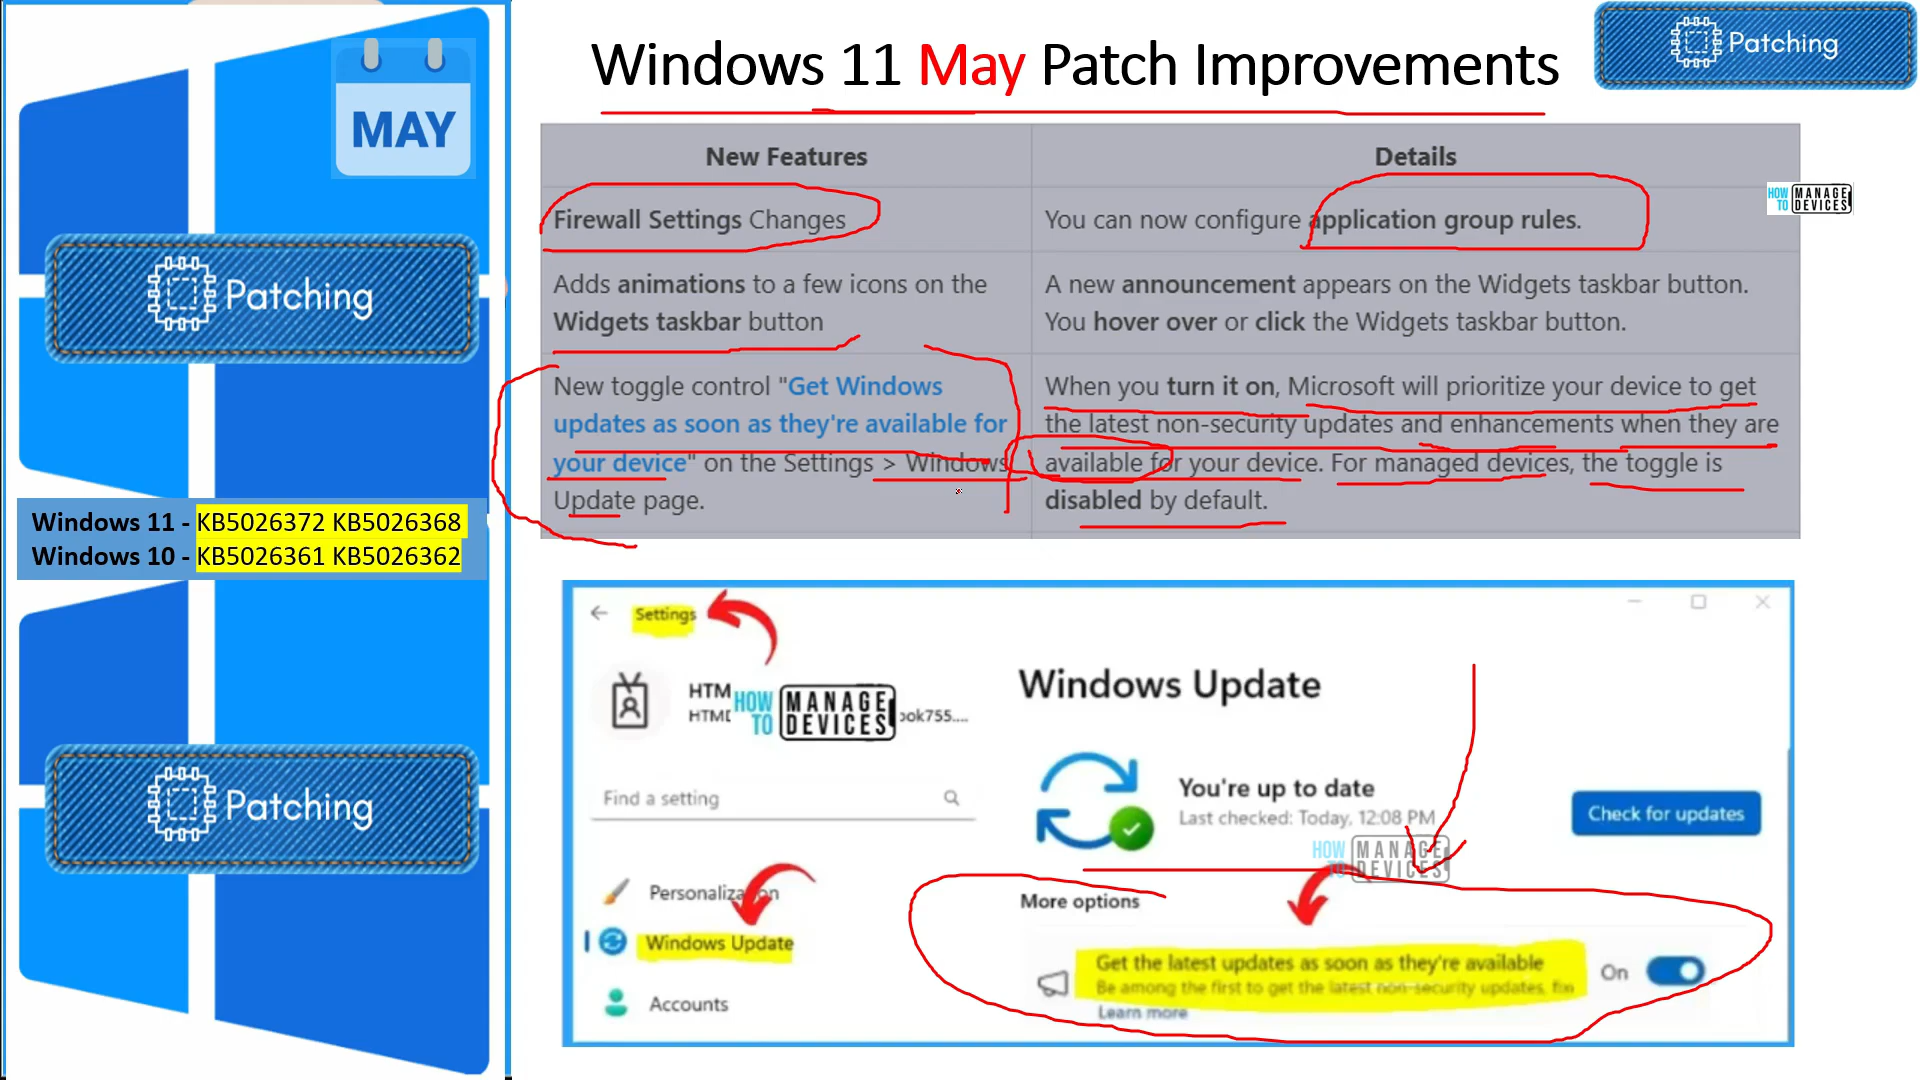 Windows 11 May Patch Improvements
Patching
MAY
Patching
Windows 11 - KB5026372 KB5026368
Windows 10 - KB5026361 KB5026362
Patching
New Features
Details
HOW TO MANAGE DEVICES
Firewall Settings Changes
You can now configure application group rules.
Adds animations to a few icons on the
Widgets taskbar button
A new announcement appears on the Widgets taskbar button.
You hover over or click the Widgets taskbar button.
New toggle control "Get Windows
updates as soon as they're available for
your device" on the Settings > Windows
Update page.
When you turn it on, Microsoft will prioritize your device to get
the latest non-security updates and enhancements when they are
available for your device. For managed devices, the toggle is
disabled by default.
Settings
HTM
HOW TO MANAGE DEVICES
ook755....
Find a setting
Personalization
Windows Update
Accounts
Windows Update
You're up to date
Last checked: Today, 12:08 PM
Check for updates
HOW TO MANAGE DEVICES
More options
Get the latest updates as soon as they're available
On
Be among the first to get the latest non-security updates, fixe
Learn more